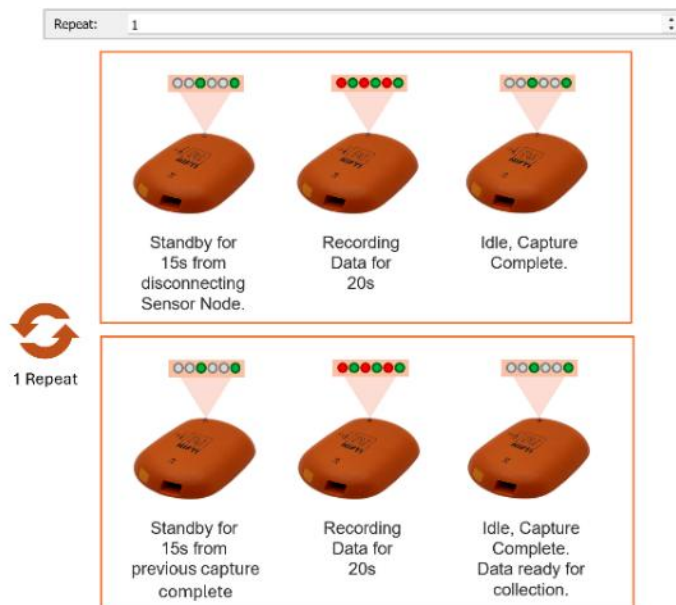 Repeat: 1
Standby for
15s from
disconnecting
Sensor Node.
Recording
Data for
20s
Idle, Capture
Complete.
1 Repeat
Standby for
15s from
previous capture
complete
Recording
Data for
20s
Idle, Capture
Complete.
Data ready for
collection.